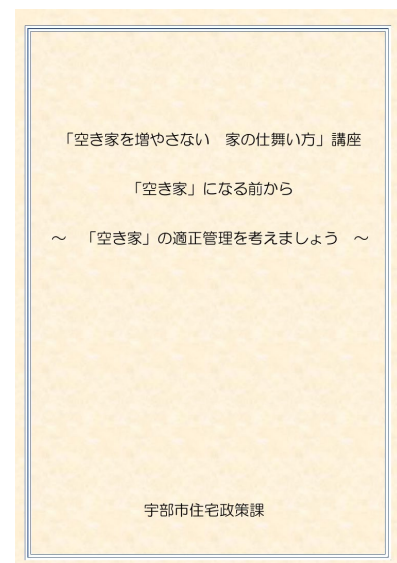 「空き家を増やさない　家の仕舞い方」講座
「空き家」になる前から
～　「空き家」の適正管理を考えましょう　～
宇部市住宅政策課